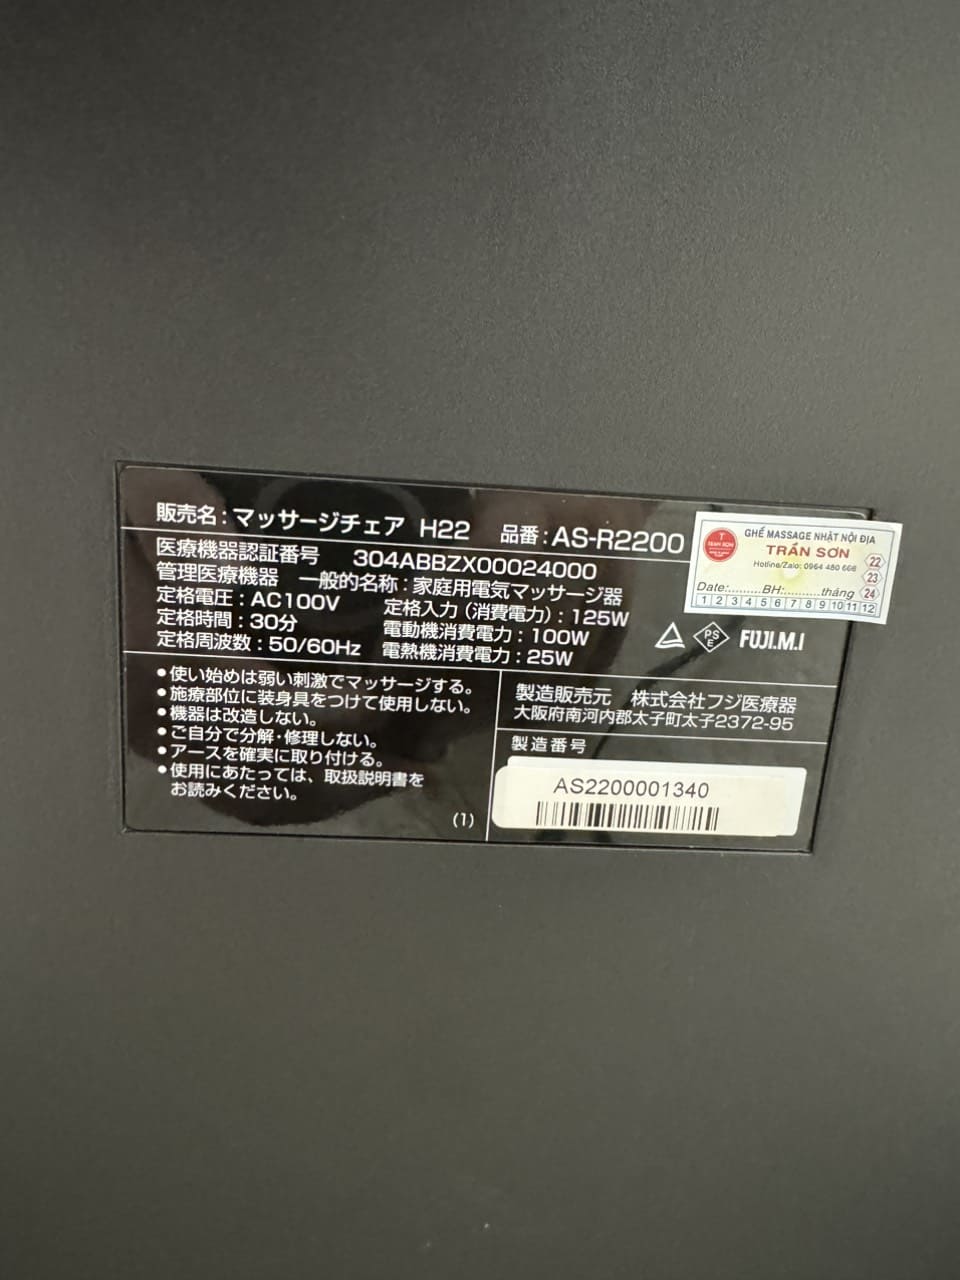 販売名：マッサージチェア H22 品番：AS-R2200
医療機器認証番号 304ABBZX00024000
管理医療機器 一般的名称：家庭用電気マッサージ器
定格電圧：AC100V 定格入力（消費電力）：125W
定格時間：30分 電動機消費電力：100W
定格周波数：50/60Hz 電熱機消費電力：25W
PS
E
FUJI.M.I
GHẾ MASSAGE NHẬT NỘI ĐỊA
TRẦN SƠN
Hotline/Zalo: 0964 480 666
Date:..........BH:..........tháng
22
23
24
1 2 3 4 5 6 7 8 9 10 11 12
T
TRẦN SƠN
●使い始めは弱い刺激でマッサージする。
●施療部位に装身具をつけて使用しない。
●機器は改造しない。
●ご自分で分解・修理しない。
●アースを確実に取り付ける。
●使用にあたっては、取扱説明書を
お読みください。
(1)
製造販売元 株式会社フジ医療器
大阪府南河内郡太子町太子2372-95
製造番号
AS2200001340